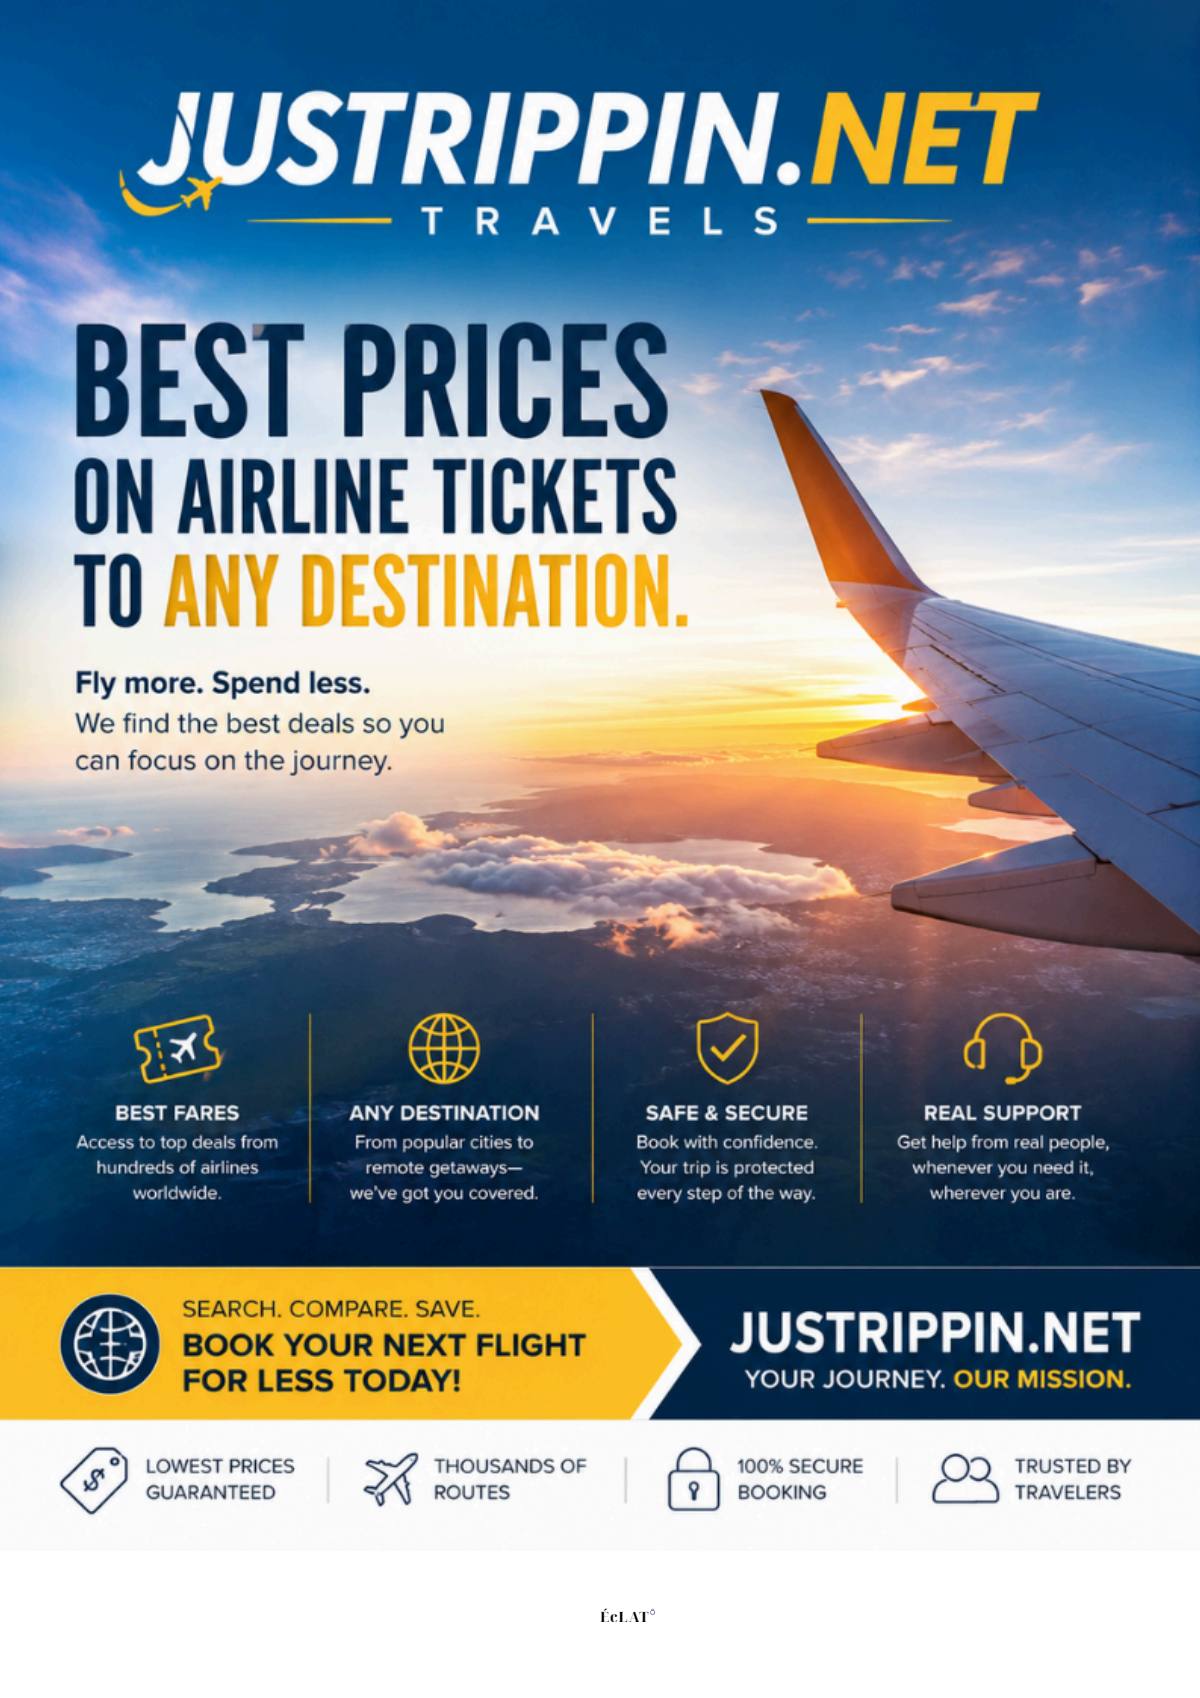 JUSTRIPPIN.NET
TRAVELS
BEST PRICES
ON AIRLINE TICKETS
TO ANY DESTINATION.
Fly more. Spend less.
We find the best deals so you
can focus on the journey.
BEST FARES
Access to top deals from
hundreds of airlines
worldwide.
ANY DESTINATION
From popular cities to
remote getaways—
we've got you covered.
SAFE & SECURE
Book with confidence.
Your trip is protected
every step of the way.
REAL SUPPORT
Get help from real people,
whenever you need it,
wherever you are.
SEARCH. COMPARE. SAVE.
BOOK YOUR NEXT FLIGHT
FOR LESS TODAY!
JUSTRIPPIN.NET
YOUR JOURNEY. OUR MISSION.
LOWEST PRICES
GUARANTEED
THOUSANDS OF
ROUTES
100% SECURE
BOOKING
TRUSTED BY
TRAVELERS
ÉcLAT°